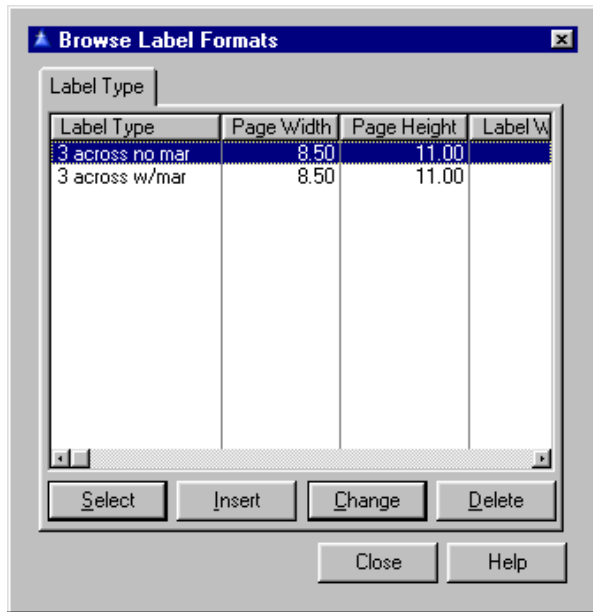 Browse Label Formats
Label Type
Label Type Page Width Page Height Label W
3 across no mar 8.50 11.00
3 across w/mar 8.50 11.00
Select Insert Change Delete
Close Help